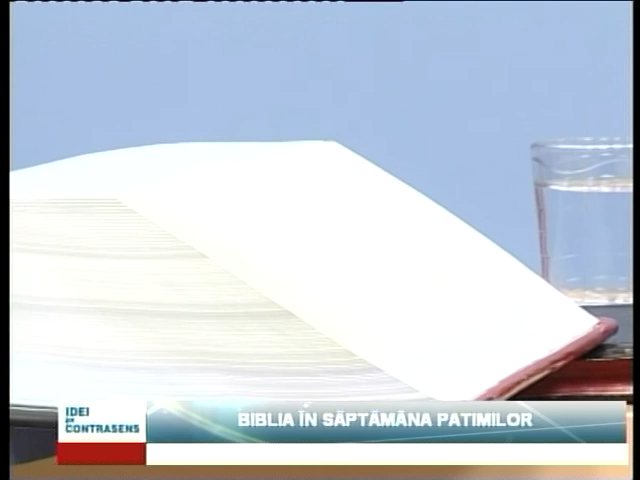 IDEI
ÎN
CONTRASENS
BIBLIA ÎN SĂPTĂMÂNA PATIMILOR